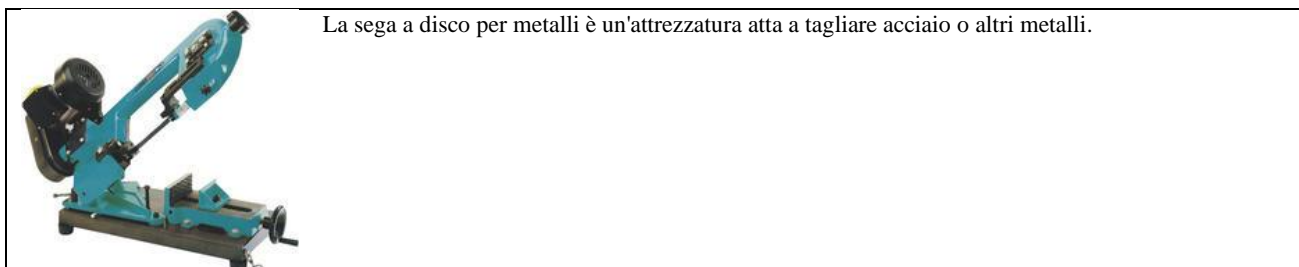 La sega a disco per metalli è un'attrezzatura atta a tagliare acciaio o altri metalli.